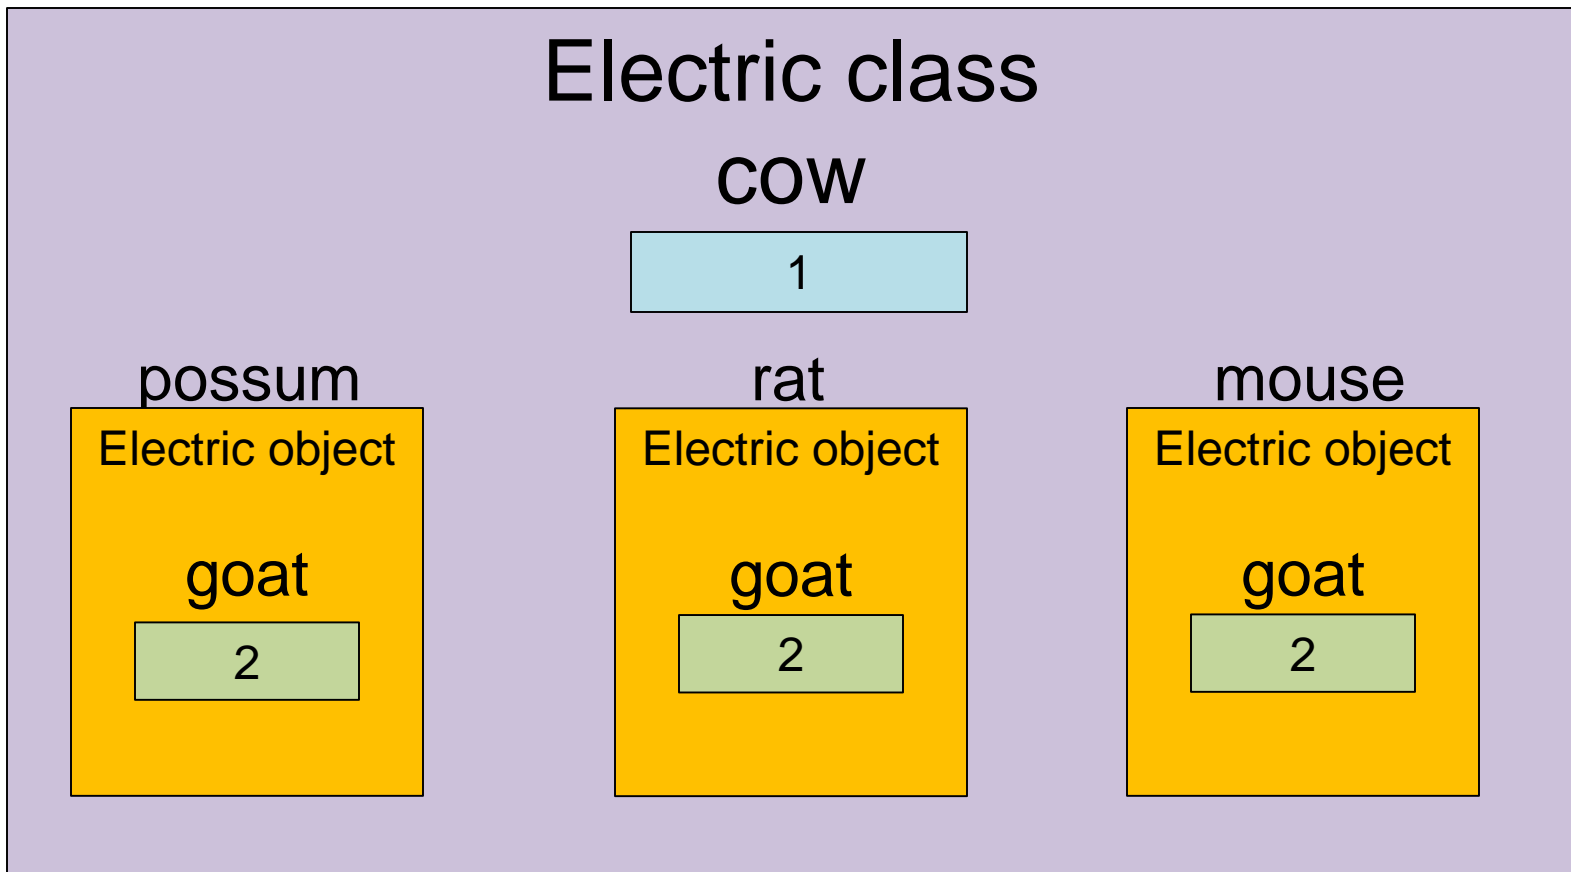 Electric class
cow
1
possum rat mouse
Electric object Electric object Electric object
goat goat goat
2 2 2